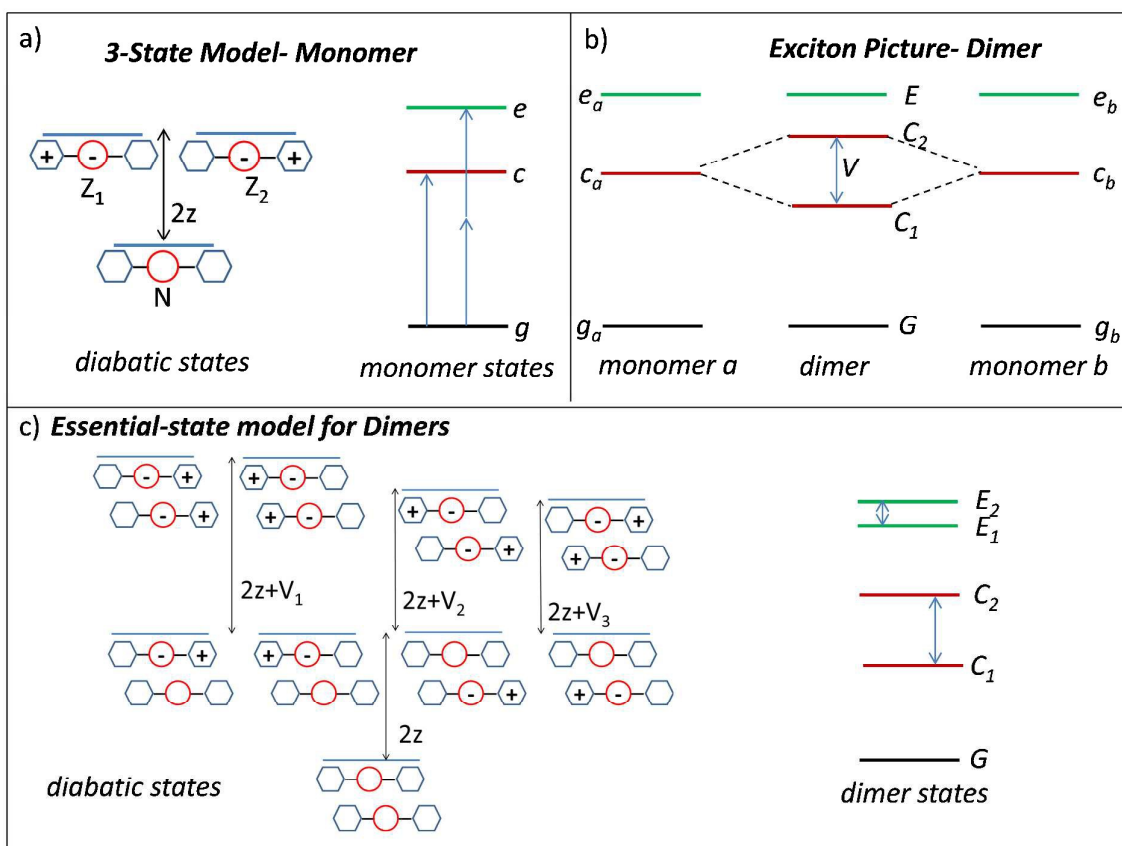 a)
3-State Model- Monomer
+ - - +
Z1 Z2
2z
N
diabatic states
e
c
g
monomer states
b)
Exciton Picture- Dimer
ea E eb
C2
ca V cb
C1
ga G gb
monomer a dimer monomer b
c) Essential-state model for Dimers
- + + -
- + + -
+ - - +
- + + -
2z+V1
2z+V2
2z+V3
- + + -
- + + -
2z
diabatic states
E2
E1
C2
C1
G
dimer states